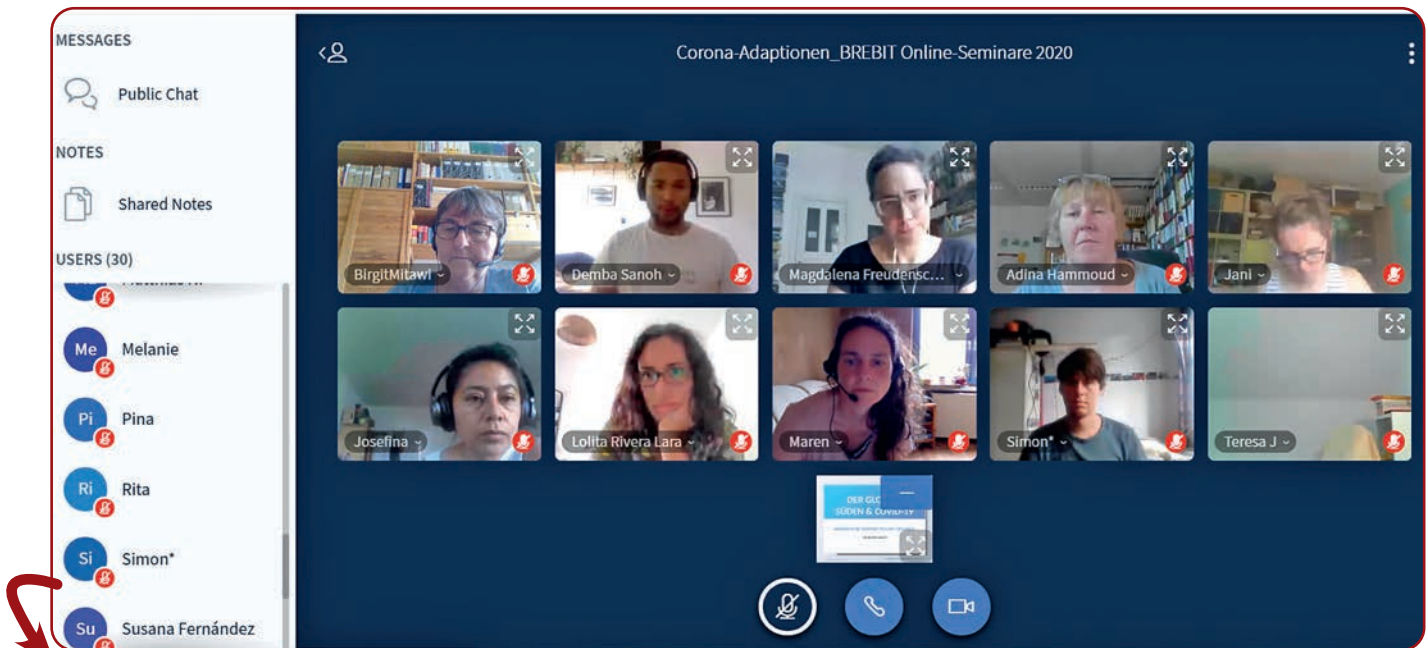 MESSAGES
Public Chat
NOTES
Shared Notes
USERS (30)
Me Melanie
Pi Pina
Ri Rita
Si Simon*
Su Susana Fernández
Corona-Adaptionen_BREBIT Online-Seminare 2020
BirgitMitawi
Demba Sanoh
Magdalena Freudensc...
Adina Hammoud
Jani
Josefina
Lolita Rivera Lara
Maren
Simon*
Teresa J
DER GLO
SÜDEN & COVID-19